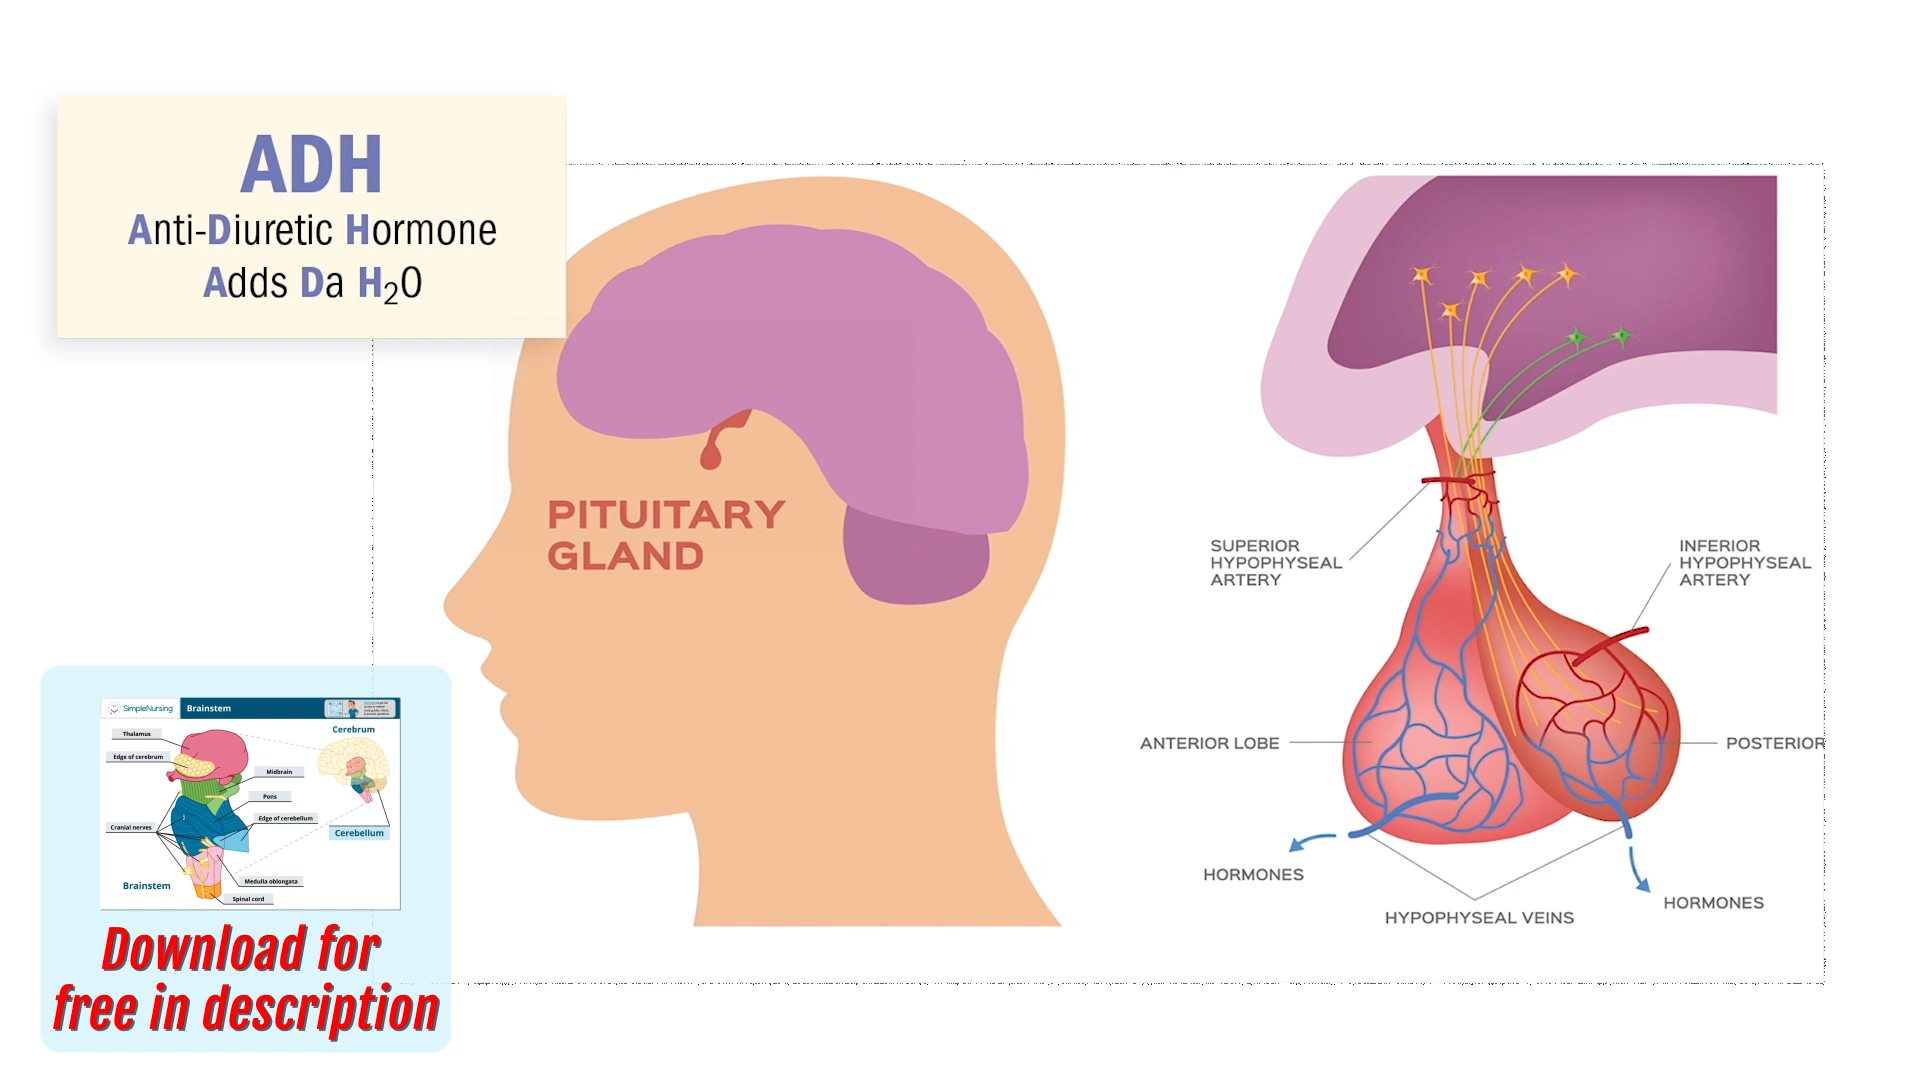 ADH
Anti-Diuretic Hormone
Adds Da H₂O
PITUITARY
GLAND
SUPERIOR
HYPOPHYSEAL
ARTERY
INFERIOR
HYPOPHYSEAL
ARTERY
ANTERIOR LOBE
POSTERIOR
HORMONES
HYPOPHYSEAL VEINS
HORMONES
SimpleNursing
Brainstem
Cerebrum
Thalamus
Edge of cerebrum
Midbrain
Pons
Edge of cerebellum
Cranial nerves
Cerebellum
Medulla oblongata
Brainstem
Spinal cord
Download for
free in description